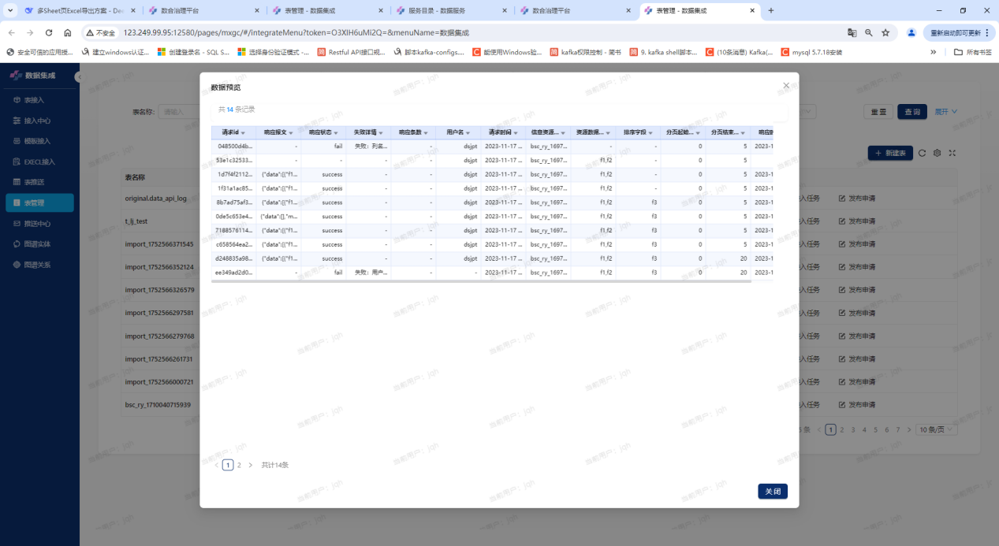 多Sheet页Excel导出方案 - Dee
数合治理平台
表管理 - 数据集成
服务目录 - 数据服务
数合治理平台
表管理 - 数据集成
不安全
123.249.99.95:12580/pages/mxgc/#/integrateMenu?token=O3XlH6uMi2Q=&menuName=数据集成
重新启动即可更新
安全可信的应用授...
建立windows认证...
创建登录名 - SQL S...
选择身份验证模式 -...
Restful API接口规...
脚本kafka-configs....
能使用Windows验...
kafka权限控制 - 简书
9. kafka shell脚本...
(10条消息) Kafka(...
mysql 5.7.18安装
所有书签
数据集成
表接入
接入中心
模板接入
EXECL接入
表推送
表管理
推送中心
图谱实体
图谱关系
表名称:
请输入
重 置
查 询
展开
新建表
表名称
original.data_api_log
t_lj_test
import_1752566371545
import_1752566352124
import_1752566326579
import_1752566297581
import_1752566279768
import_1752566261731
import_1752566000721
bsc_ry_1710040715939
入任务 发布申请
入任务 发布申请
入任务 发布申请
入任务 发布申请
入任务 发布申请
入任务 发布申请
入任务 发布申请
入任务 发布申请
入任务 发布申请
入任务 发布申请
条 < 1 2 3 4 5 6 7 > 10 条/页
数据预览
共 14 条记录
请求id 响应报文 响应状态 失败详情 响应条数 用户名 请求时间 信息资源... 资源数据... 排序字段 分页起始... 分页结束... 响应时
048500d4b... - fail 失败：列名... - dsjpt 2023-11-17 ... bsc_ry_1697... - - 0 5 2023-1
53e1c32533... - - - - dsjpt 2023-11-17 ... bsc_ry_1697... f1,f2 - 0 5
1d7f4f2112... {"data":[{"f1... success - - dsjpt 2023-11-17 ... bsc_ry_1697... f1,f2 - 0 5 2023-1
1f31a1ac85... {"data":[{"f1... success - - dsjpt 2023-11-17 ... bsc_ry_1697... f1,f2 - 0 5 2023-1
8b7ad75af3... {"data":[{"f1... success - - dsjpt 2023-11-17 ... bsc_ry_1697... f1,f2 f3 0 5 2023-1
0de5c653e4... {"data":[],"m... success - - dsjpt 2023-11-17 ... bsc_ry_1697... f1,f2 f3 0 5 2023-1
7188576114... {"data":[{"f1... success - - dsjpt 2023-11-17 ... bsc_ry_1697... f1,f2 f3 0 5 2023-1
c658564ea2... {"data":[{"f1... success - - dsjpt 2023-11-17 ... bsc_ry_1697... f1,f2 f3 0 5 2023-1
d248835a98... {"data":[{"f1... success - - dsjpt 2023-11-17 ... bsc_ry_1697... f1,f2 f3 0 20 2023-1
ee349ad2d0... - fail 失败：用户... - - 2023-11-17 ... bsc_ry_1697... f1,f2 f3 0 20 2023-1
< 1 2 > 共计14条
关 闭
当前用户：jqh